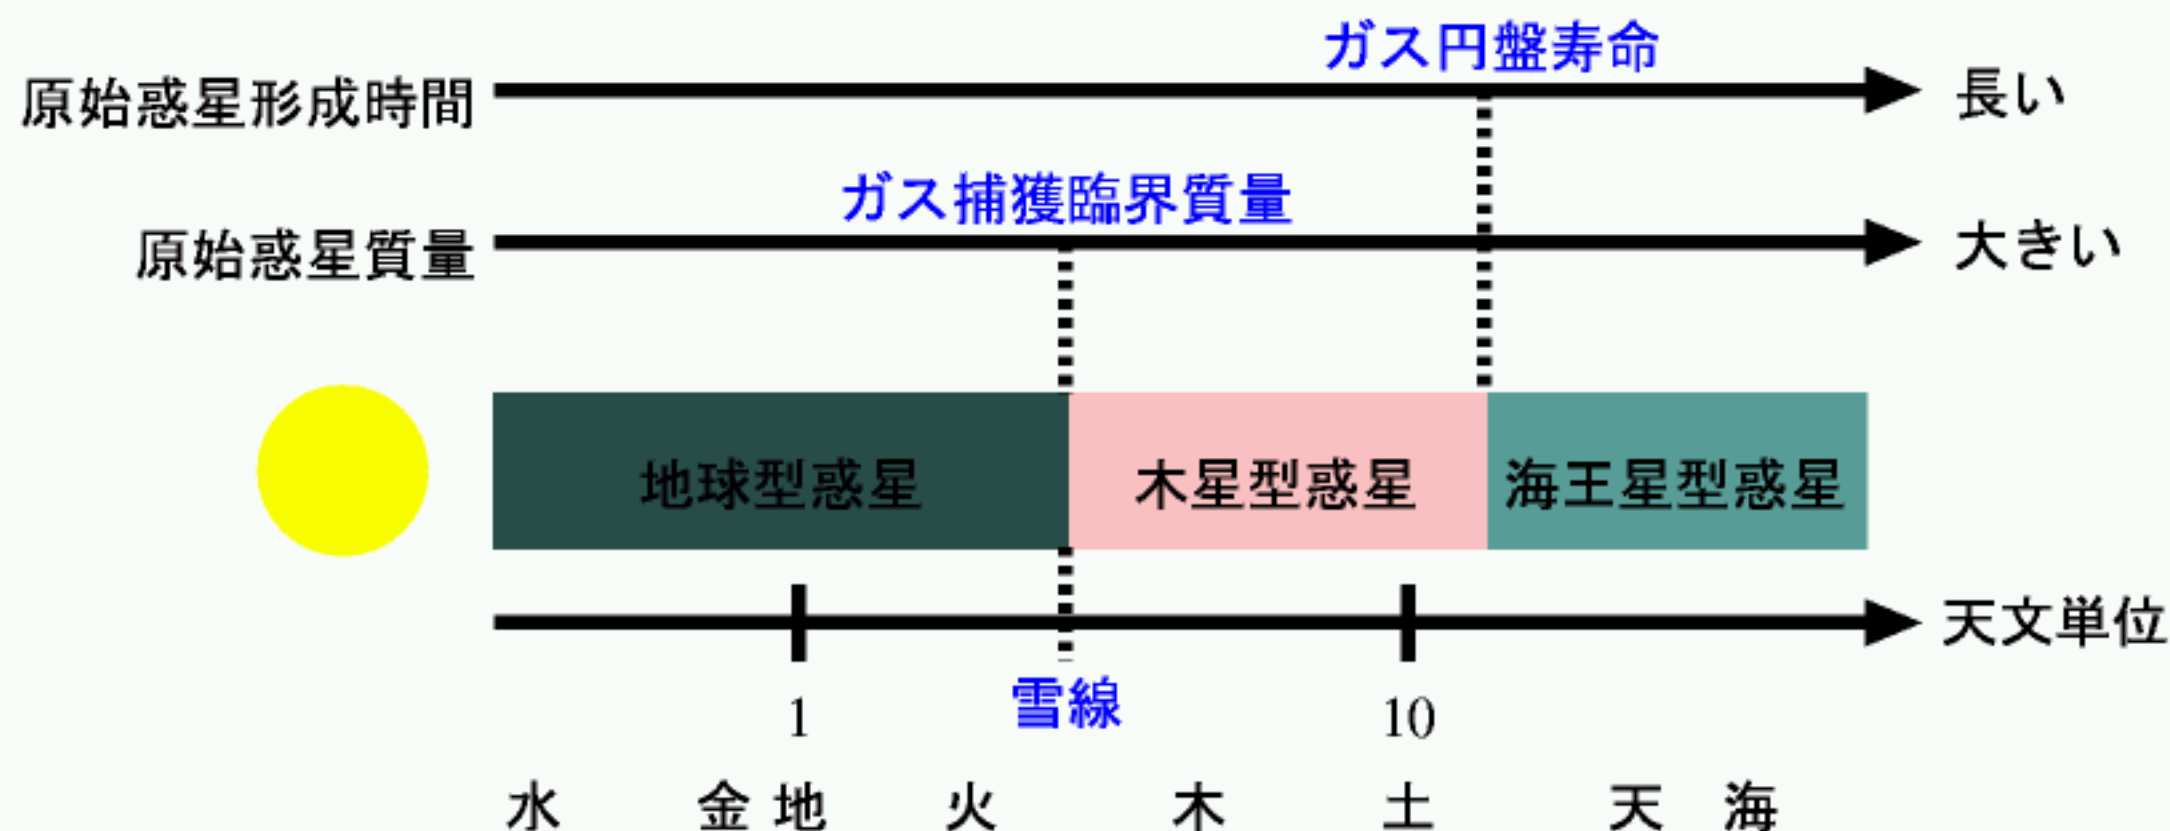 ガス円盤寿命
原始惑星形成時間 長い
ガス捕獲臨界質量
原始惑星質量 大きい
地球型惑星 木星型惑星 海王星型惑星
天文単位
1 雪線 10
水 金 地 火 木 土 天 海